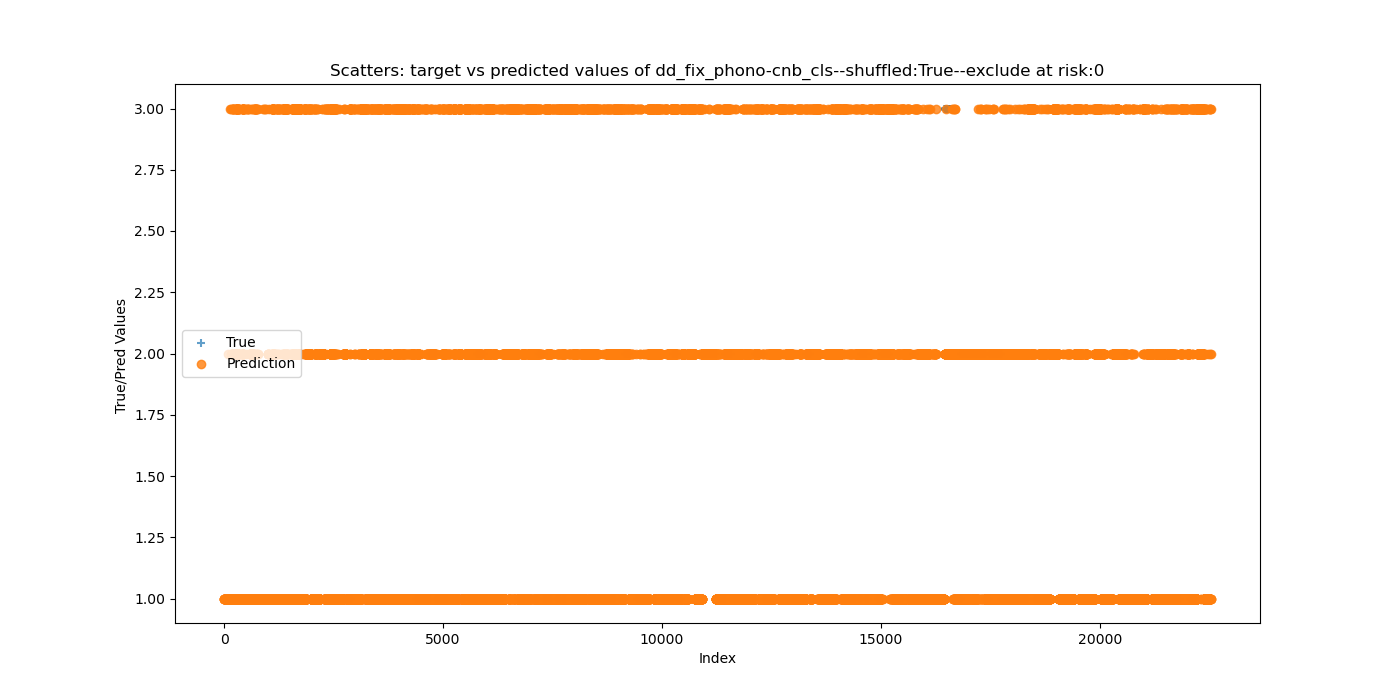 Scatters: target vs predicted values of dd_fix_phono-cnb_cls--shuffled:True--exclude at risk:0
3.00
2.75
2.50
2.25
2.00
1.75
1.50
1.25
1.00
True/Pred Values
True
Prediction
0
5000
10000
15000
20000
Index